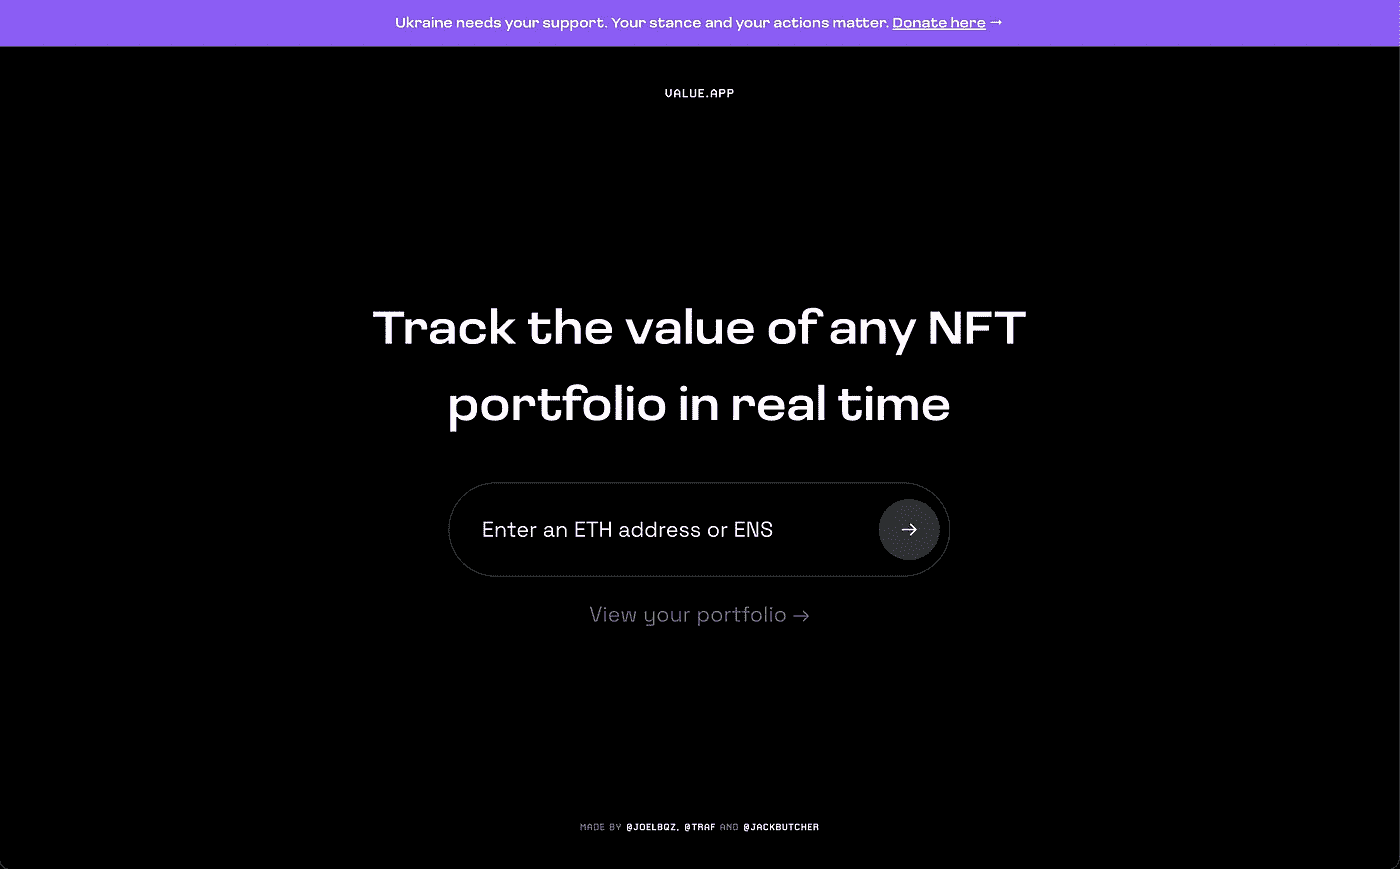 Ukraine needs your support. Your stance and your actions matter. Donate here →
VALUE.APP
Track the value of any NFT
portfolio in real time
Enter an ETH address or ENS →
View your portfolio →
MADE BY @JOELBQZ, @TRAF AND @JACKBUTCHER